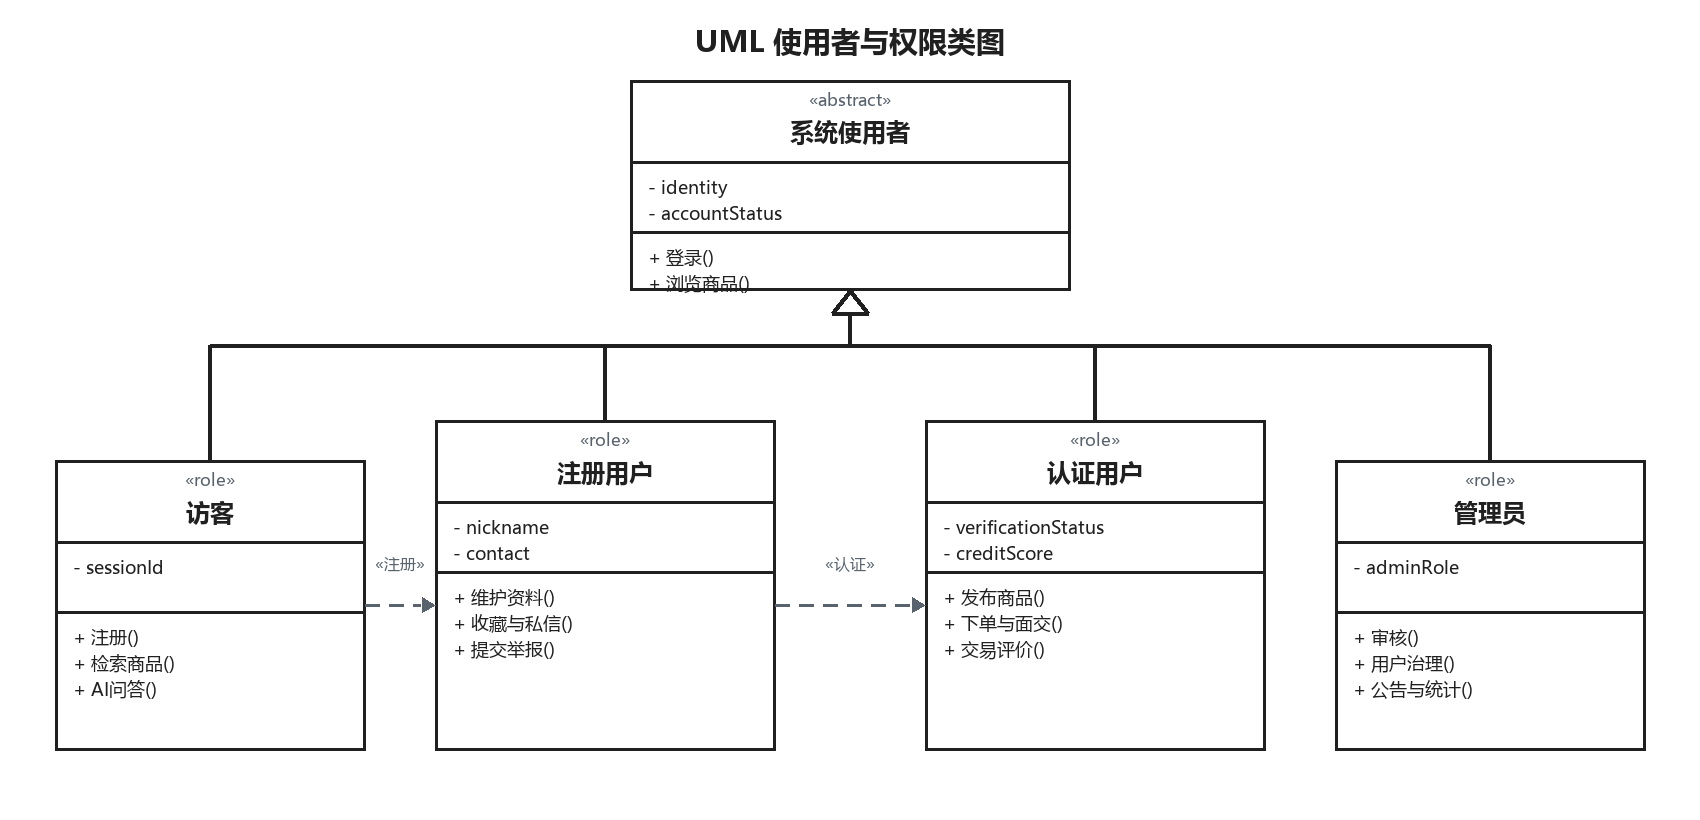 UML 使用者与权限类图
«abstract»
系统使用者
- identity
- accountStatus
+ 登录()
+ 浏览商品()
«role»
访客
- sessionId
+ 注册()
+ 检索商品()
+ AI问答()
«注册»
«role»
注册用户
- nickname
- contact
+ 维护资料()
+ 收藏与私信()
+ 提交举报()
«认证»
«role»
认证用户
- verificationStatus
- creditScore
+ 发布商品()
+ 下单与面交()
+ 交易评价()
«role»
管理员
- adminRole
+ 审核()
+ 用户治理()
+ 公告与统计()